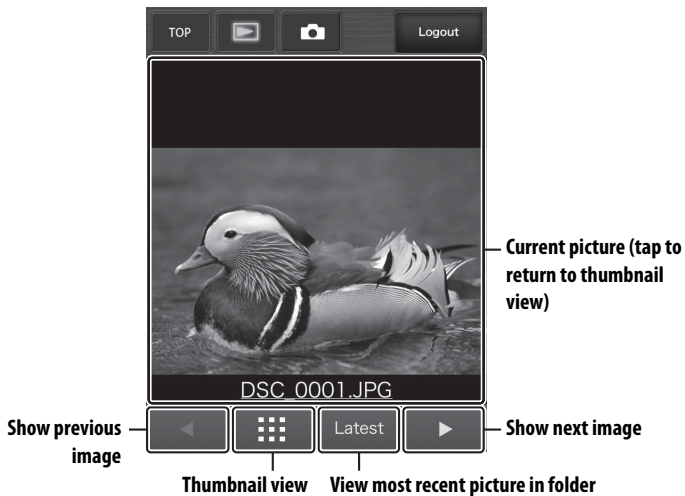 TOP
Logout
Current picture (tap to
return to thumbnail
view)
DSC_0001.JPG
Show previous
image
Latest
Show next image
Thumbnail view
View most recent picture in folder